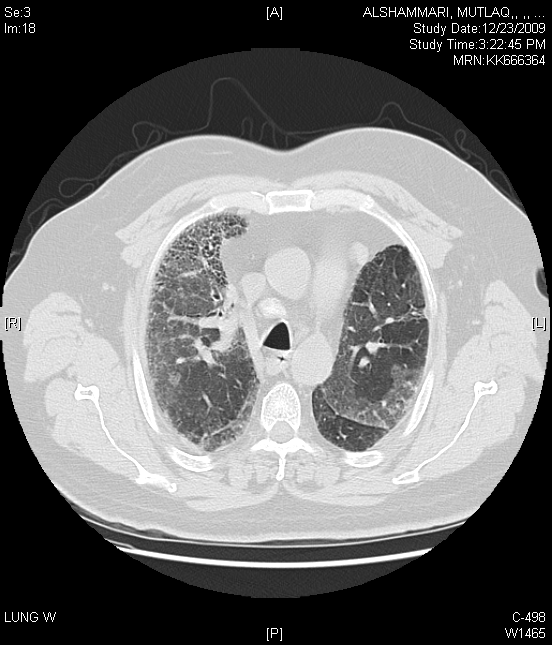 Se:3
Im:18
[A]
ALSHAMMARI, MUTLAQ,, ,, ...
Study Date:12/23/2009
Study Time:3:22:45 PM
MRN:KK666364
[R]
[L]
LUNG W
[P]
C-498
W1465